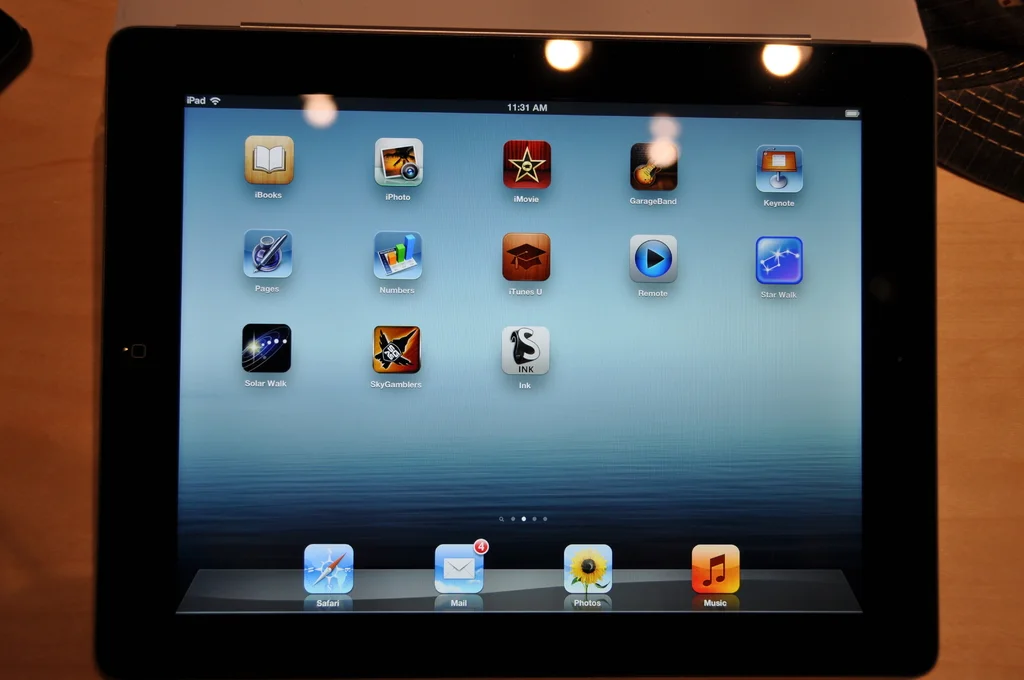 iPad
11:31 AM
iBooks
iPhoto
iMovie
GarageBand
Keynote
Pages
Numbers
iTunes U
Remote
Star Walk
Solar Walk
SkyGamblers
INK
Ink
4
Safari
Mail
Photos
Music